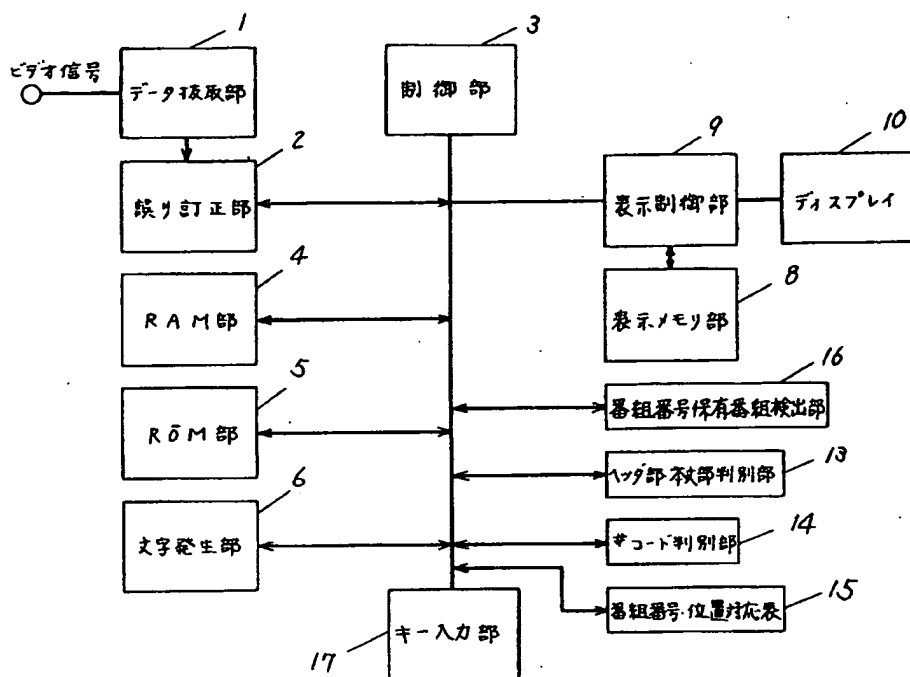 1
3
ビデオ信号
データ抜取部
制御部
2
9
10
誤り訂正部
表示制御部
ディスプレイ
4
8
RAM部
表示メモリ部
5
16
番組番号保有番組検出部
ROM部
13
ヘッダ部・本文部判別部
6
14
文字発生部
#コード判別部
15
番組番号・位置対応表
キー入力部
17